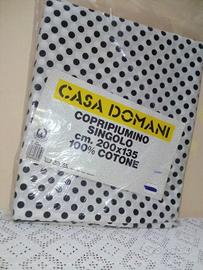 CASA DOMANI
COPRIPIUMINO
SINGOLO
cm. 200x135
100% COTONE